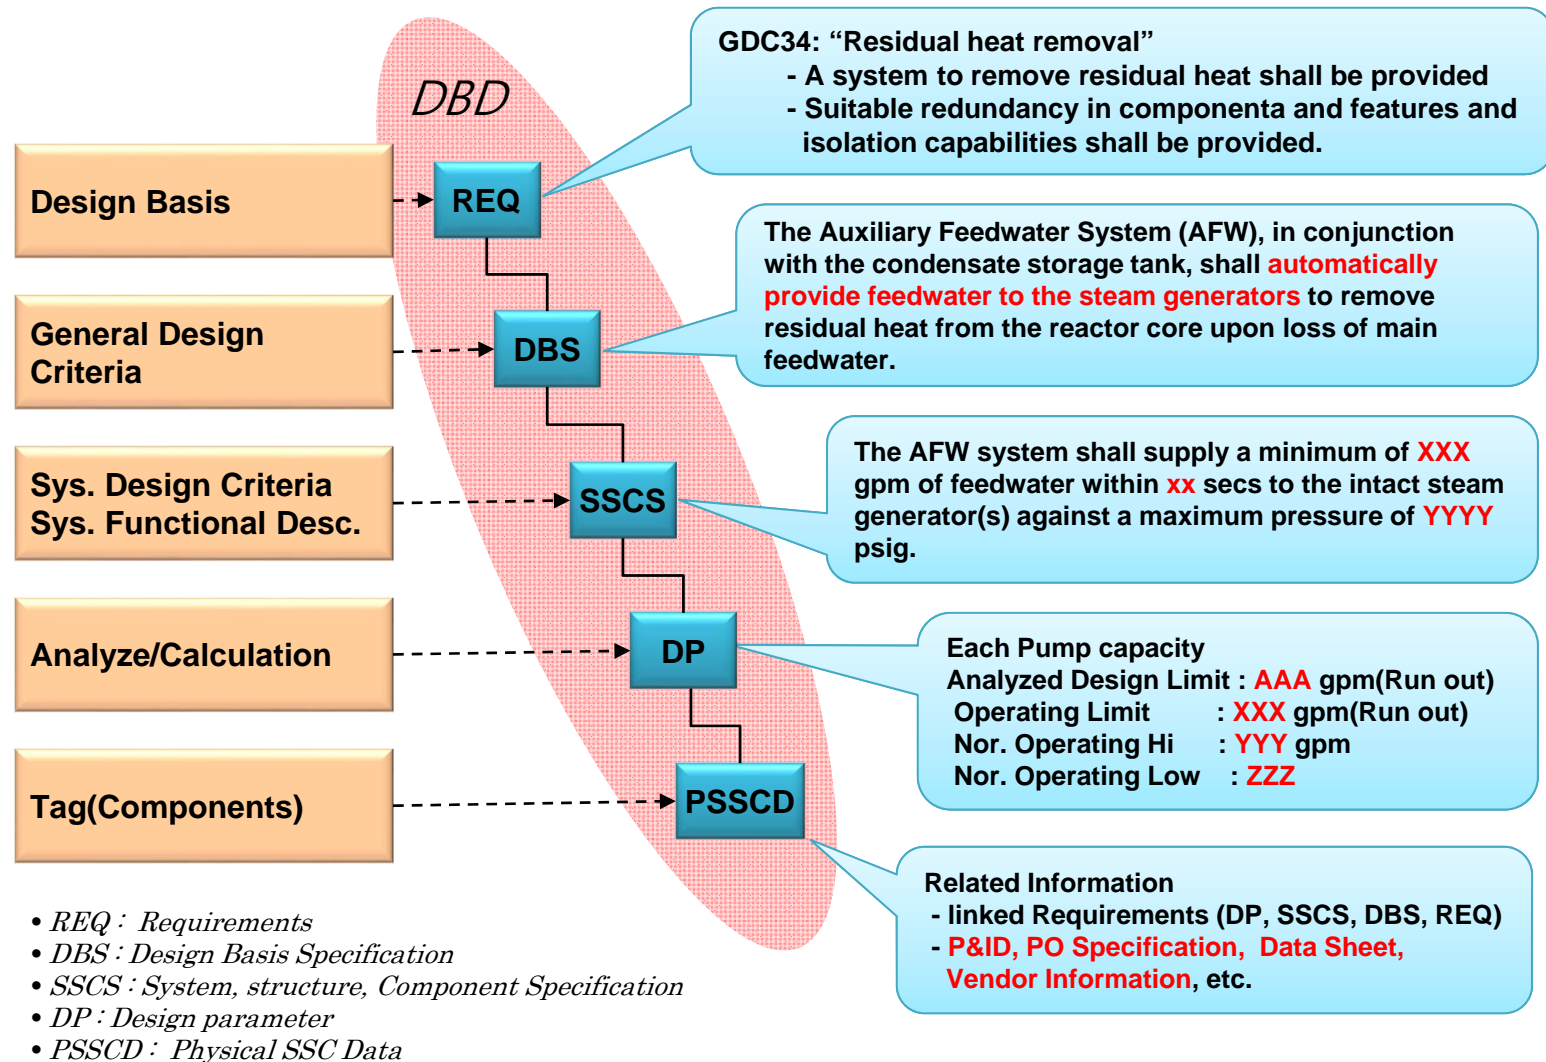 DBD
GDC34: “Residual heat removal”
- A system to remove residual heat shall be provided
- Suitable redundancy in componenta and features and
isolation capabilities shall be provided.
Design Basis
REQ
The Auxiliary Feedwater System (AFW), in conjunction
with the condensate storage tank, shall automatically
provide feedwater to the steam generators to remove
residual heat from the reactor core upon loss of main
feedwater.
General Design
Criteria
DBS
The AFW system shall supply a minimum of XXX
gpm of feedwater within xx secs to the intact steam
generator(s) against a maximum pressure of YYYY
psig.
Sys. Design Criteria
Sys. Functional Desc.
SSCS
Analyze/Calculation
DP
Each Pump capacity
Analyzed Design Limit : AAA gpm(Run out)
Operating Limit : XXX gpm(Run out)
Nor. Operating Hi : YYY gpm
Nor. Operating Low : ZZZ
Tag(Components)
PSSCD
Related Information
- linked Requirements (DP, SSCS, DBS, REQ)
- P&ID, PO Specification, Data Sheet,
Vendor Information, etc.
• REQ : Requirements
• DBS : Design Basis Specification
• SSCS : System, structure, Component Specification
• DP : Design parameter
• PSSCD : Physical SSC Data